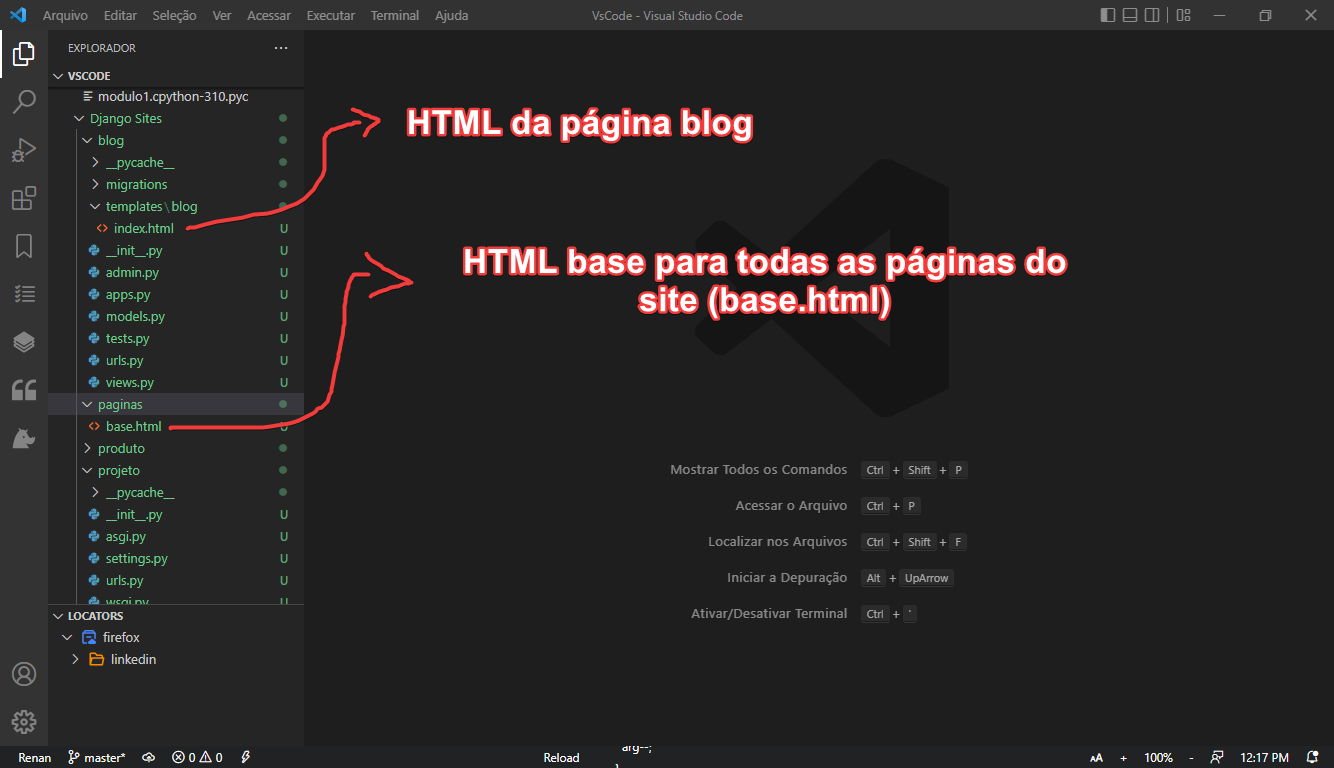 Arquivo Editar Seleção Ver Acessar Executar Terminal Ajuda VsCode - Visual Studio Code
EXPLORADOR
VSCODE
modulo1.cpython-310.pyc
Django Sites
blog
__pycache__
migrations
templates\blog
index.html U
__init__.py U
admin.py U
apps.py U
models.py U
tests.py U
urls.py U
views.py U
paginas
base.html U
produto
projeto
__pycache__
__init__.py U
asgi.py U
settings.py U
urls.py U
wsgi.py U
LOCATORS
firefox
linkedin
HTML da página blog
HTML base para todas as páginas do
site (base.html)
Mostrar Todos os Comandos Ctrl + Shift + P
Acessar o Arquivo Ctrl + P
Localizar nos Arquivos Ctrl + Shift + F
Iniciar a Depuração Alt + UpArrow
Ativar/Desativar Terminal Ctrl + '
Renan master* 0 0 Reload arg--; AA + 100% - 12:17 PM